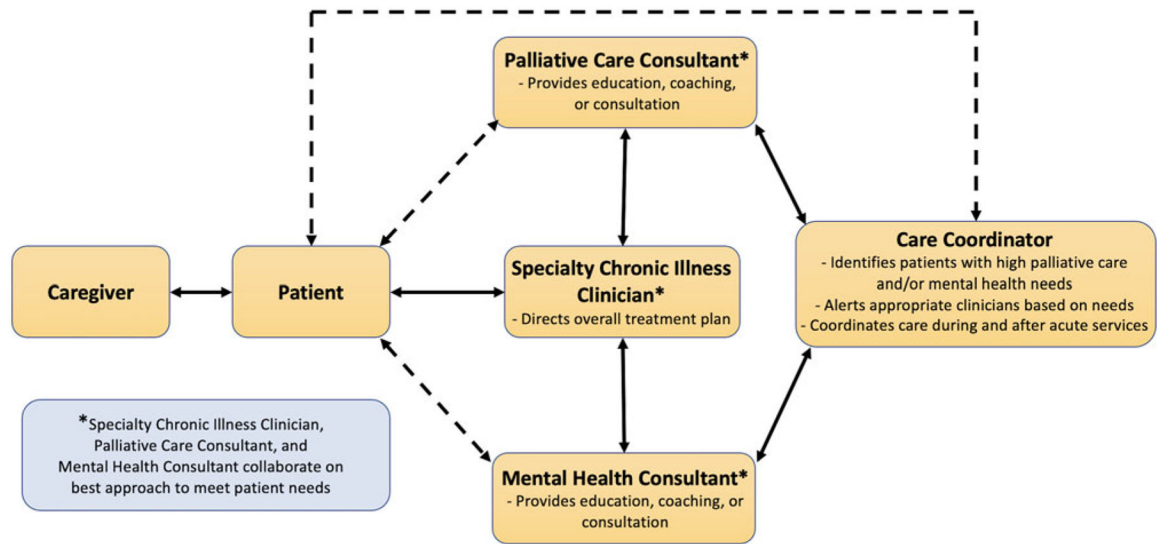 Palliative Care Consultant*
- Provides education, coaching,
or consultation
Caregiver
Patient
Specialty Chronic Illness
Clinician*
- Directs overall treatment plan
Care Coordinator
- Identifies patients with high palliative care
and/or mental health needs
- Alerts appropriate clinicians based on needs
- Coordinates care during and after acute services
*Specialty Chronic Illness Clinician,
Palliative Care Consultant, and
Mental Health Consultant collaborate on
best approach to meet patient needs
Mental Health Consultant*
- Provides education, coaching, or
consultation